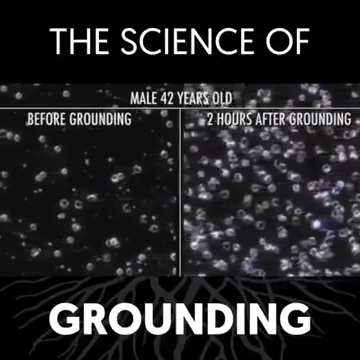 THE SCIENCE OF
MALE 42 YEARS OLD
BEFORE GROUNDING
2 HOURS AFTER GROUNDING
GROUNDING